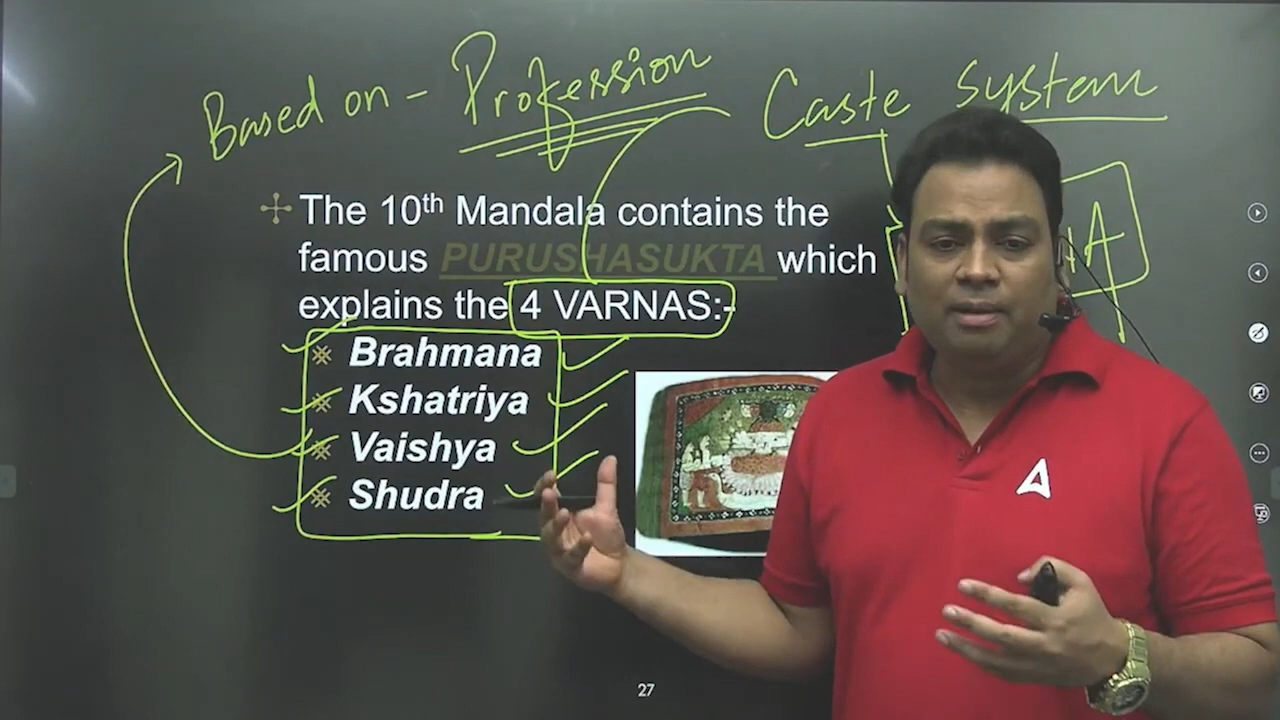 Based on - Profession
Caste system
The 10th Mandala contains the
famous PURUSHASUKTA which
explains the 4 VARNAS:-
Brahmana
Kshatriya
Vaishya
Shudra
27